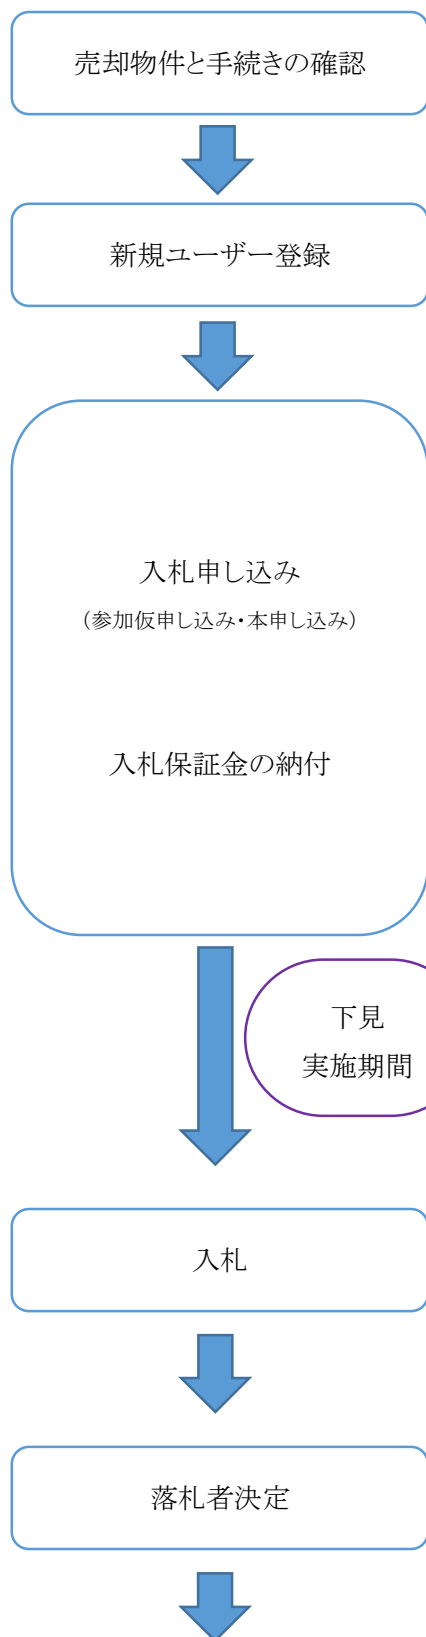 売却物件と手続きの確認
新規ユーザー登録
入札申し込み
（参加仮申し込み・本申し込み）
入札保証金の納付
下見
実施期間
入札
落札者決定